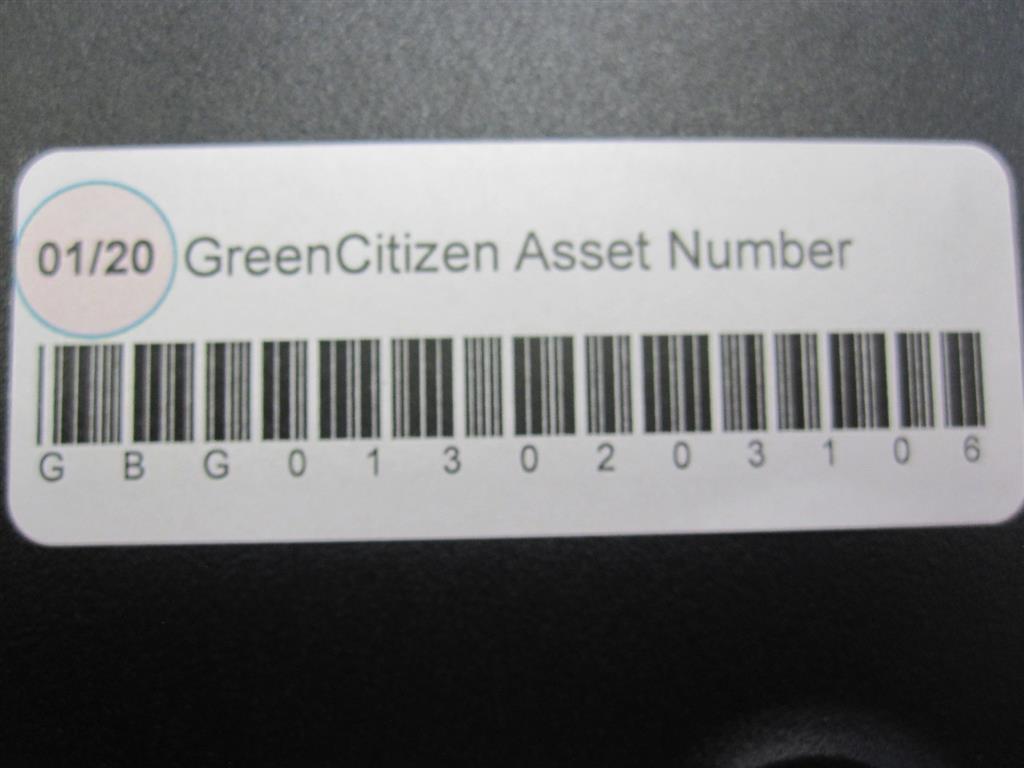 01/20 GreenCitizen Asset Number
G B G 0 1 3 0 2 0 3 1 0 6